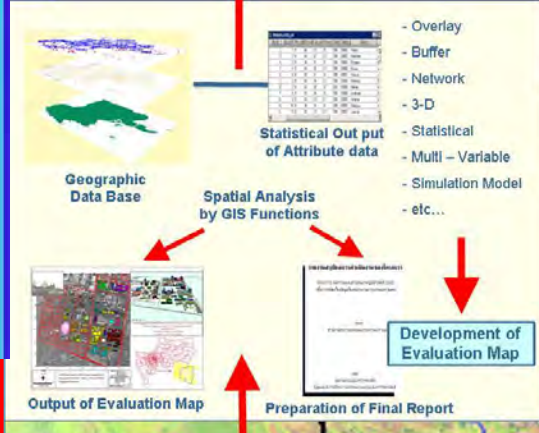 - Overlay
- Buffer
- Network
- 3-D
- Statistical
- Multi – Variable
- Simulation Model
- etc...
Statistical Out put
of Attribute data
Geographic
Data Base
Spatial Analysis
by GIS Functions
Development of
Evaluation Map
Output of Evaluation Map
Preparation of Final Report